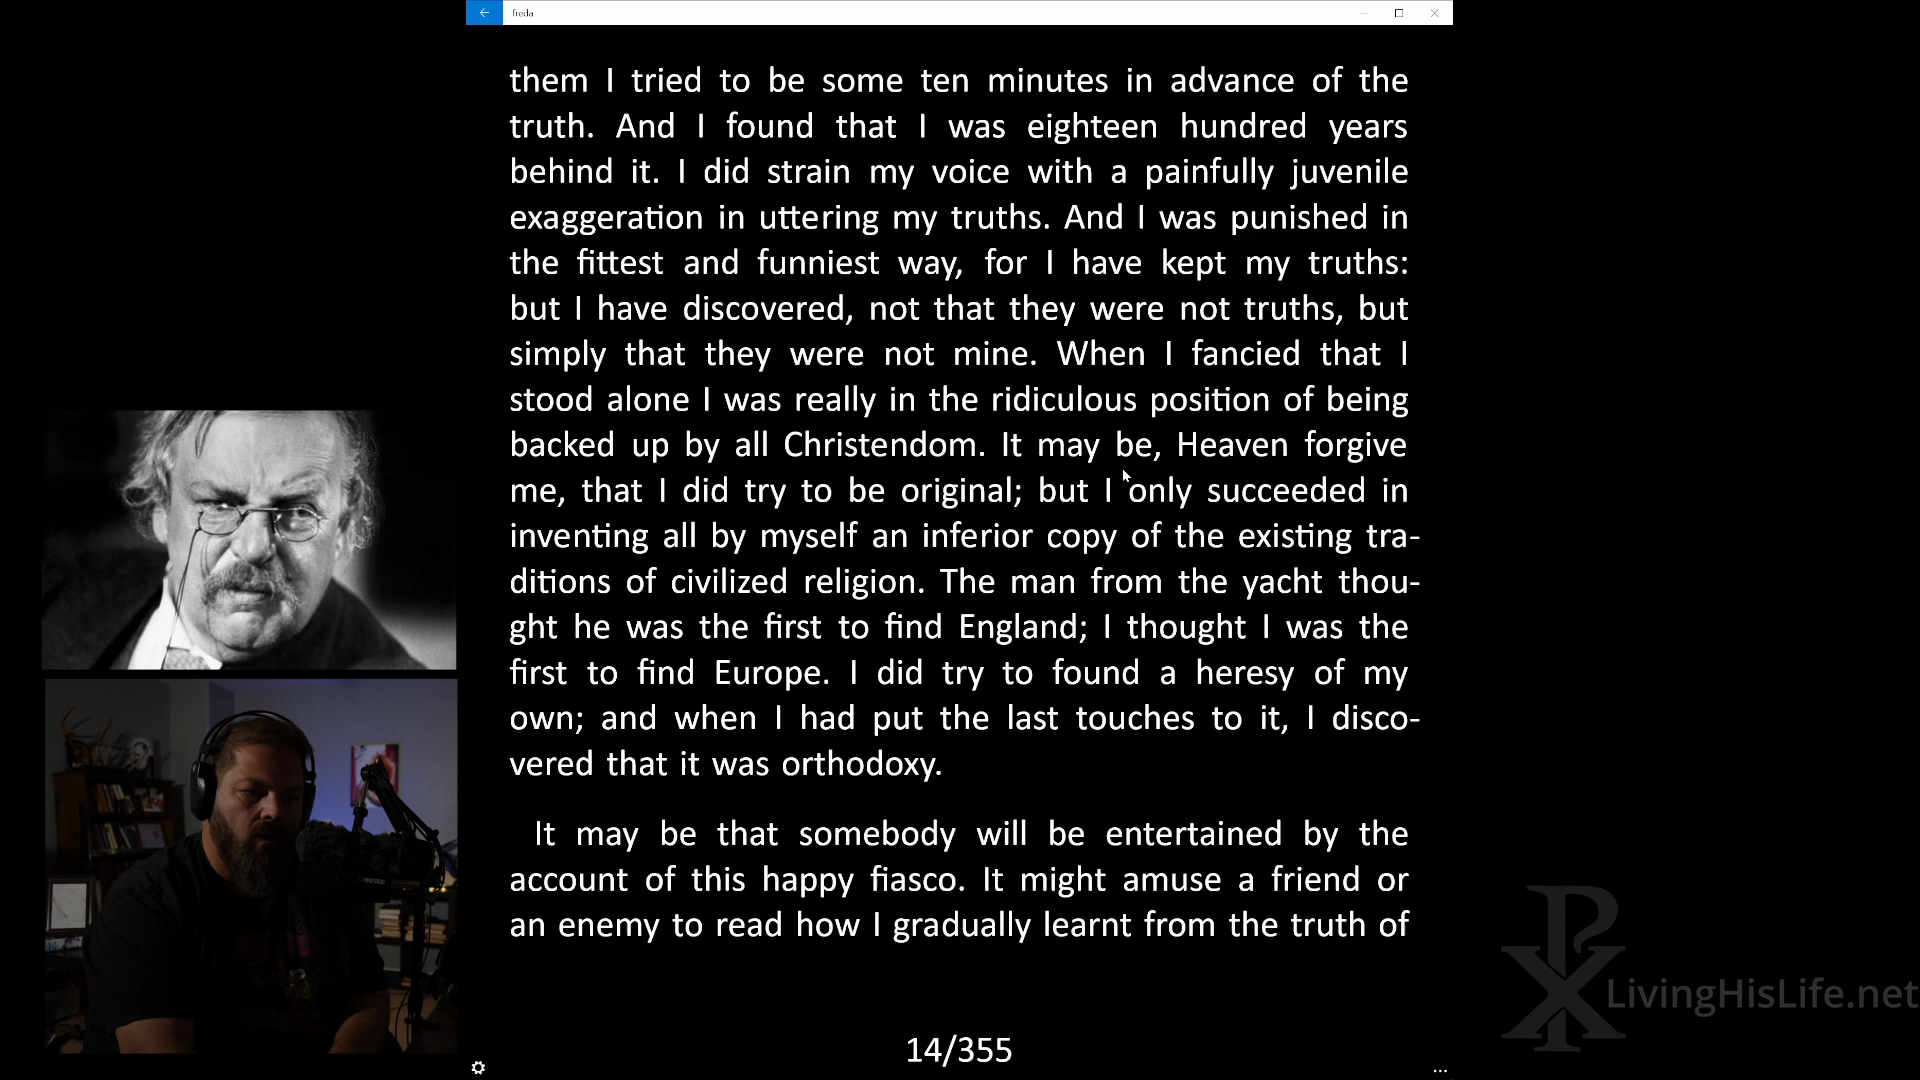 freda
them I tried to be some ten minutes in advance of the
truth. And I found that I was eighteen hundred years
behind it. I did strain my voice with a painfully juvenile
exaggeration in uttering my truths. And I was punished in
the fittest and funniest way, for I have kept my truths:
but I have discovered, not that they were not truths, but
simply that they were not mine. When I fancied that I
stood alone I was really in the ridiculous position of being
backed up by all Christendom. It may be, Heaven forgive
me, that I did try to be original; but I only succeeded in
inventing all by myself an inferior copy of the existing tra-
ditions of civilized religion. The man from the yacht thou-
ght he was the first to find England; I thought I was the
first to find Europe. I did try to found a heresy of my
own; and when I had put the last touches to it, I disco-
vered that it was orthodoxy.
It may be that somebody will be entertained by the
account of this happy fiasco. It might amuse a friend or
an enemy to read how I gradually learnt from the truth of
LivingHisLife.net
14/355